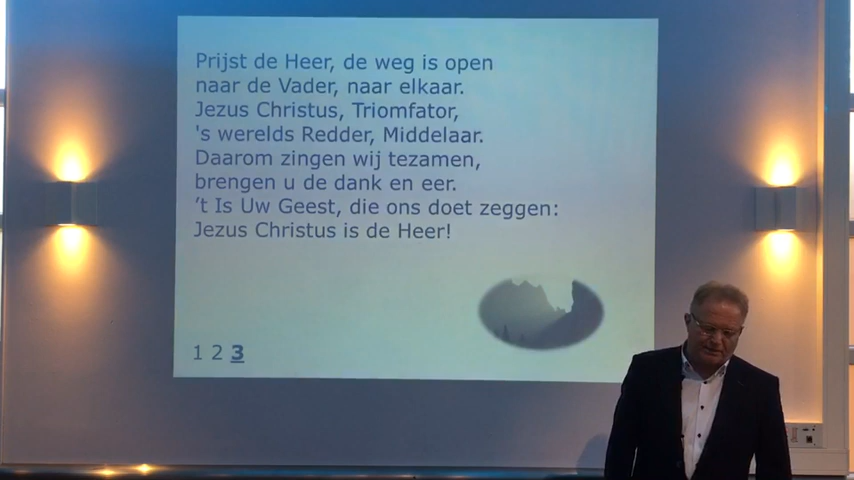 Prijst de Heer, de weg is open
naar de Vader, naar elkaar.
Jezus Christus, Triomfator,
's werelds Redder, Middelaar.
Daarom zingen wij tezamen,
brengen u de dank en eer.
’t Is Uw Geest, die ons doet zeggen:
Jezus Christus is de Heer!
1 2 3